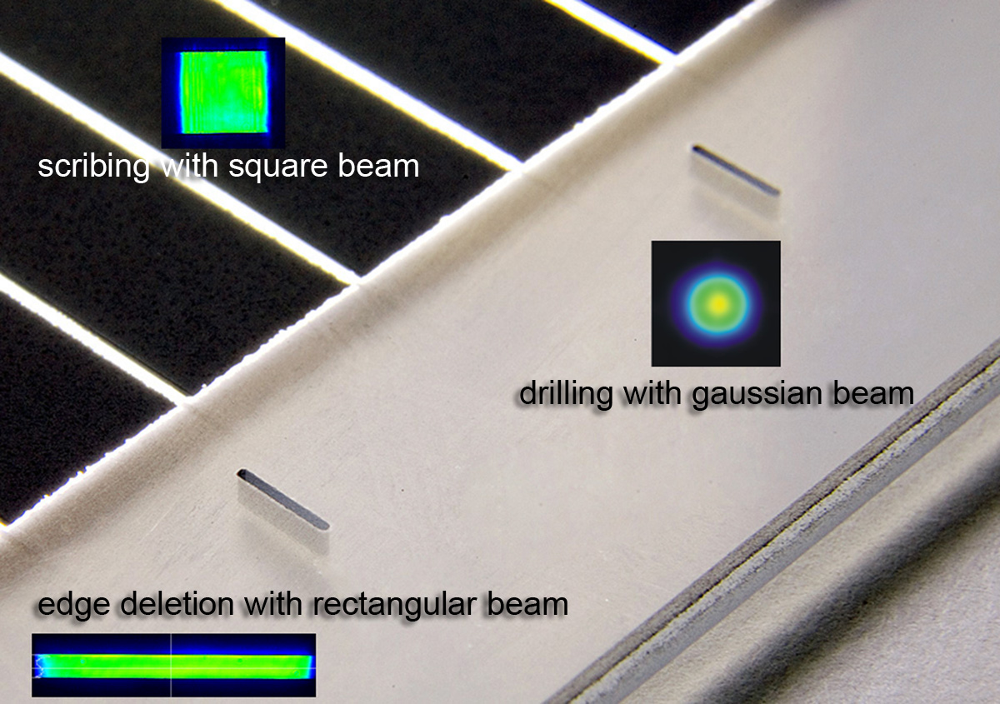 scribing with square beam
drilling with gaussian beam
edge deletion with rectangular beam